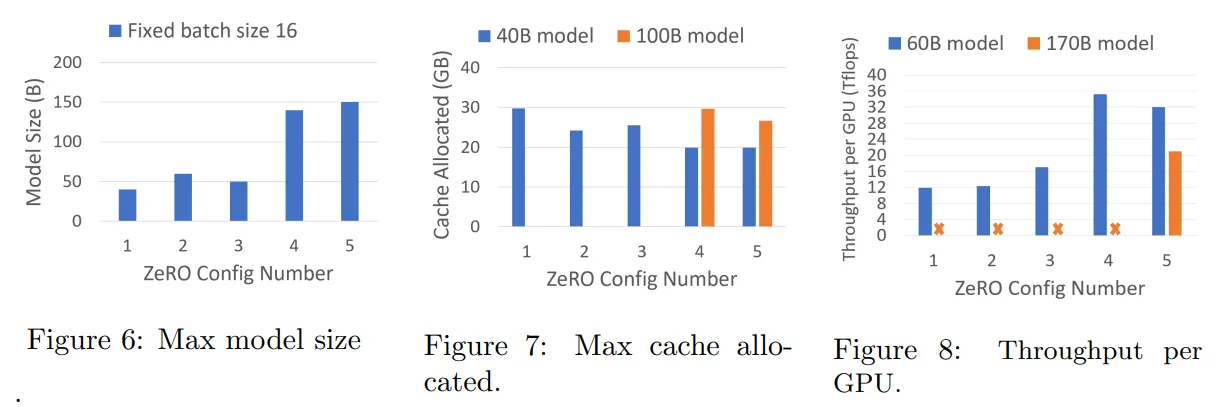 Fixed batch size 16
200
150
100
50
0
Model Size (B)
1 2 3 4 5
ZeRO Config Number
Figure 6: Max model size
.
40B model 100B model
40
30
20
10
0
Cache Allocated (GB)
1 2 3 4 5
ZeRO Config Number
Figure 7: Max cache allo-
cated.
60B model 170B model
40
36
32
28
24
20
16
12
8
4
0
Throughput per GPU (Tflops)
1 2 3 4 5
ZeRO Config Number
Figure 8: Throughput per
GPU.